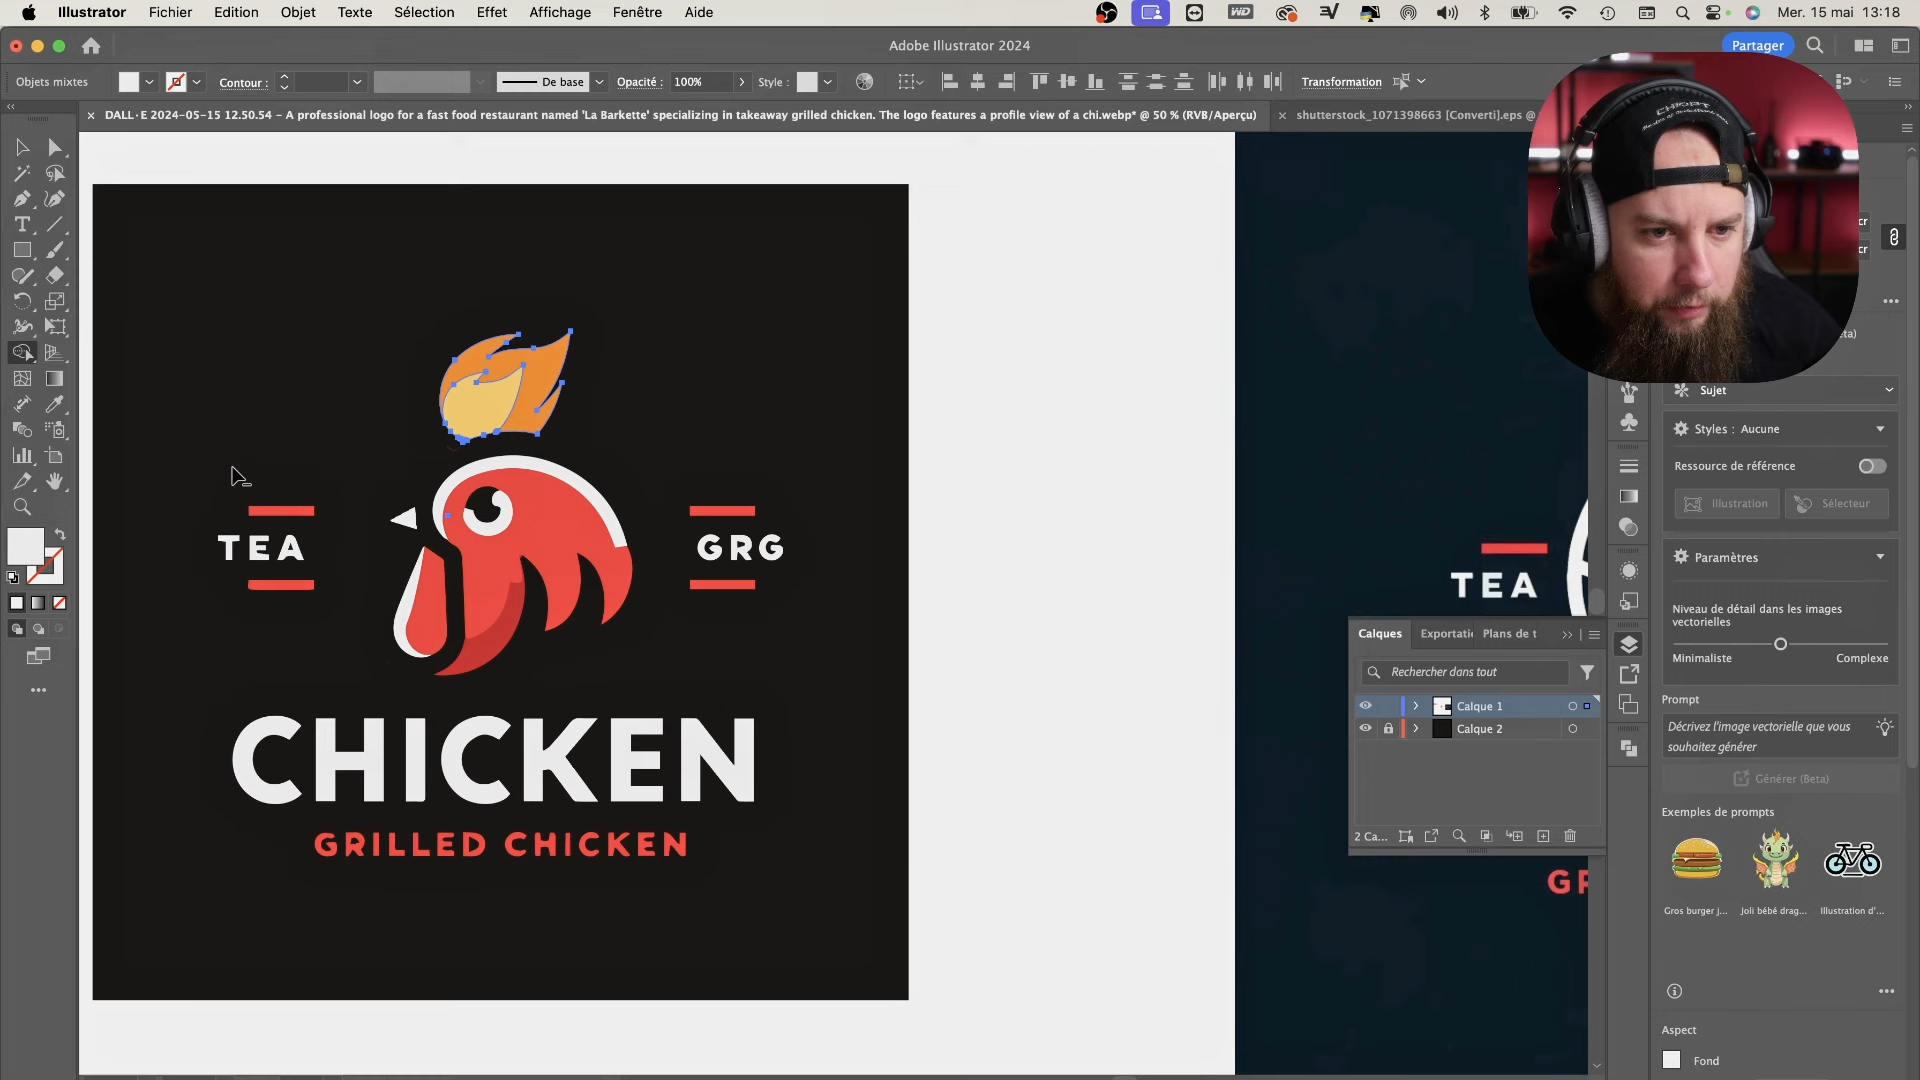 Illustrator Fichier Edition Objet Texte Sélection Effet Affichage Fenêtre Aide
Mer. 15 mai 13:18
Adobe Illustrator 2024
Partager
Objets mixtes
Contour :
De base
Opacité : 100%
Style :
Transformation
× DALL·E 2024-05-15 12.50.54 - A professional logo for a fast food restaurant named 'La Barkette' specializing in takeaway grilled chicken. The logo features a profile view of a chi.webp* @ 50 % (RVB/Aperçu)
× shutterstock_1071398663 [Converti].eps @
TEA
GRG
CHICKEN
GRILLED CHICKEN
TEA
GR
Calques
Exportatio
Plans de t
Rechercher dans tout
Calque 1
Calque 2
2 Ca...
cr
cr
ta)
Sujet
Styles : Aucune
Ressource de référence
Illustration
Sélecteur
Paramètres
Niveau de détail dans les images
vectorielles
Minimaliste
Complexe
Prompt
Décrivez l'image vectorielle que vous
souhaitez générer
Générer (Beta)
Exemples de prompts
Gros burger j...
Joli bébé drag...
Illustration d'...
Aspect
Fond